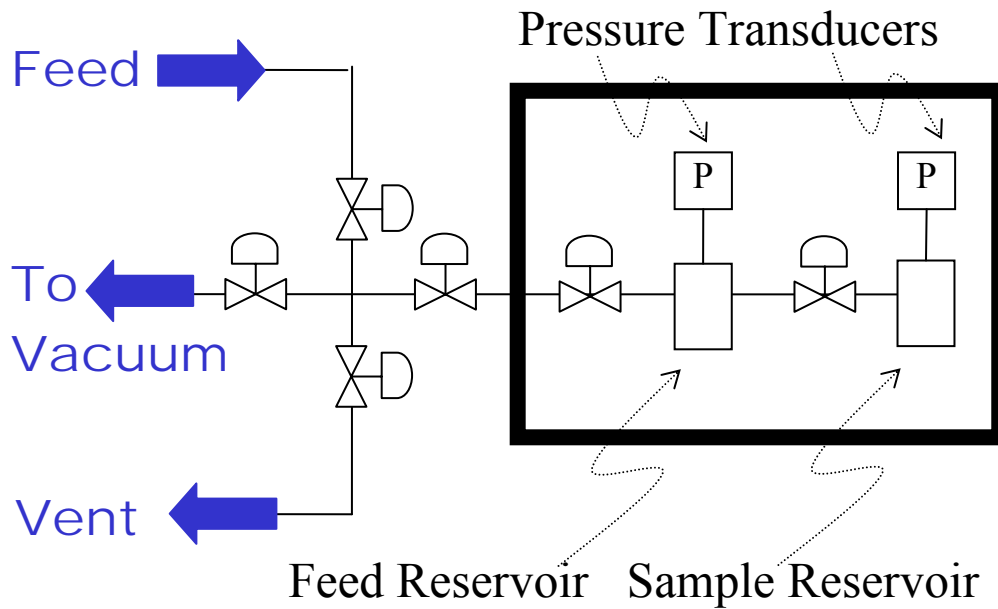 Pressure Transducers
Feed
P
P
To
Vacuum
Vent
Feed Reservoir
Sample Reservoir